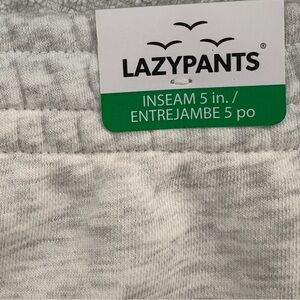 LAZYPANTS®
INSEAM 5 in. /
ENTREJAMBE 5 po